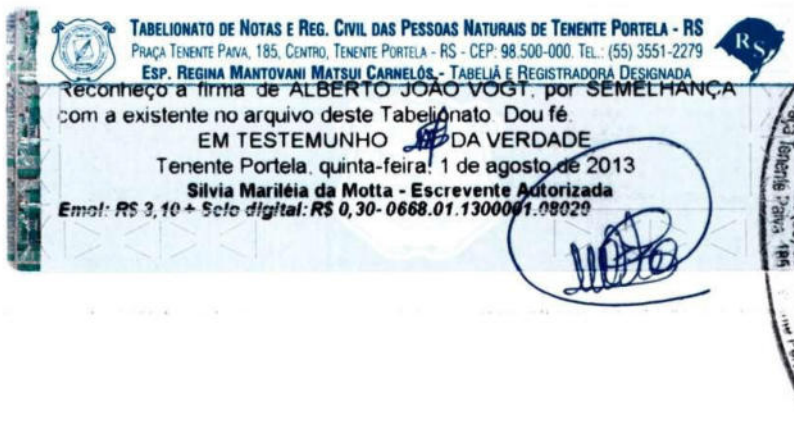 TABELIONATO DE NOTAS E REG. CIVIL DAS PESSOAS NATURAIS DE TENENTE PORTELA - RS
PRAÇA TENENTE PAIVA, 185, CENTRO, TENENTE PORTELA - RS - CEP: 98.500-000. TEL.: (55) 3551-2279
ESP. REGINA MANTOVANI MATSUI CARNELÓS - TABELIÃ E REGISTRADORA DESIGNADA
RS
Reconheço a firma de ALBERTO JOÃO VOGT, por SEMELHANÇA
com a existente no arquivo deste Tabelionato. Dou fé.
EM TESTEMUNHO DA VERDADE
Tenente Portela, quinta-feira, 1 de agosto de 2013
Silvia Mariléia da Motta - Escrevente Autorizada
Emol: R$ 3,10 + Selo digital: R$ 0,30- 0668.01.1300001.08020
Tenente Paiva, 185